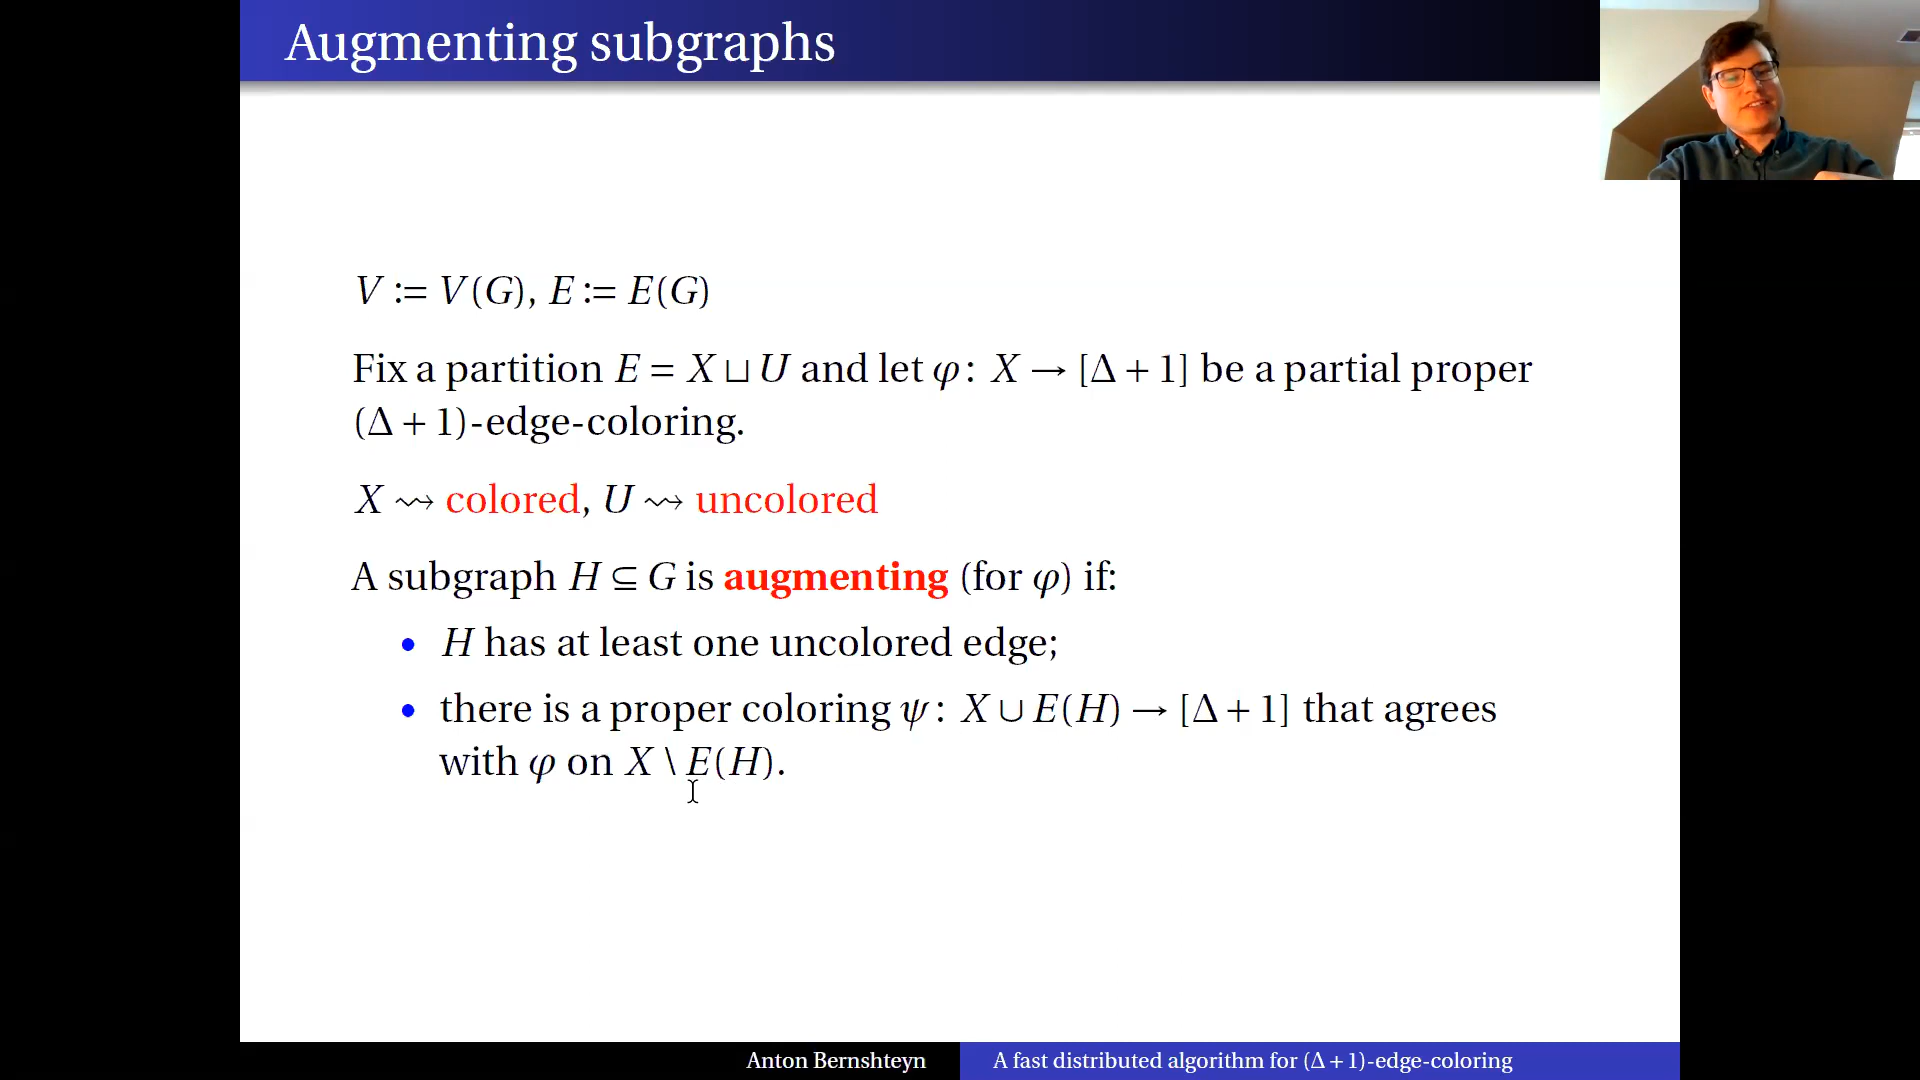 Augmenting subgraphs
V := V(G), E := E(G)
Fix a partition E = X ⊔ U and let φ: X → [Δ + 1] be a partial proper
(Δ + 1)-edge-coloring.
X ⇝ colored, U ⇝ uncolored
A subgraph H ⊆ G is augmenting (for φ) if:
• H has at least one uncolored edge;
• there is a proper coloring ψ: X ∪ E(H) → [Δ + 1] that agrees
with φ on X \ E(H).
Anton Bernshteyn
A fast distributed algorithm for (Δ + 1)-edge-coloring